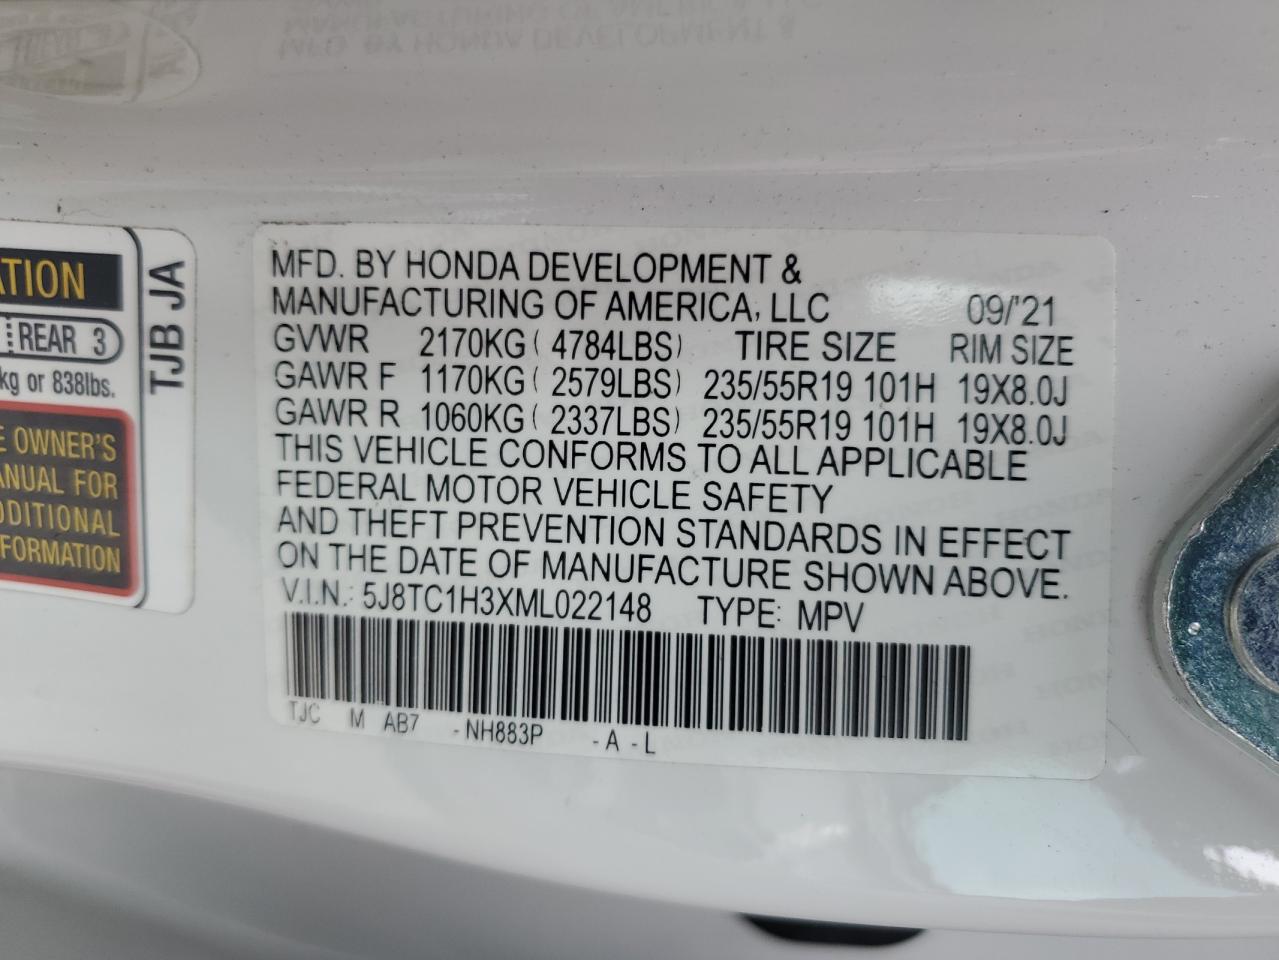 MFD. BY HONDA DEVELOPMENT &
MANUFACTURING OF AMERICA, LLC 09/'21
GVWR 2170KG ( 4784LBS) TIRE SIZE RIM SIZE
GAWR F 1170KG ( 2579LBS) 235/55R19 101H 19X8.0J
GAWR R 1060KG ( 2337LBS) 235/55R19 101H 19X8.0J
THIS VEHICLE CONFORMS TO ALL APPLICABLE
FEDERAL MOTOR VEHICLE SAFETY
AND THEFT PREVENTION STANDARDS IN EFFECT
ON THE DATE OF MANUFACTURE SHOWN ABOVE.
V.I.N.: 5J8TC1H3XML022148 TYPE: MPV
TJC M AB7 - NH883P - A - L
ATION
REAR 3
kg or 838lbs.
E OWNER'S
ANUAL FOR
DDITIONAL
FORMATION
TJB JA